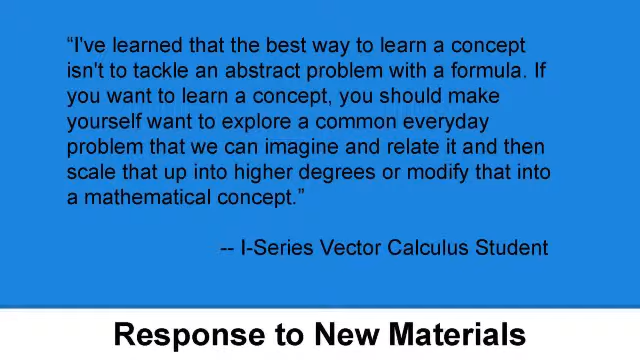 “I've learned that the best way to learn a concept
isn't to tackle an abstract problem with a formula. If
you want to learn a concept, you should make
yourself want to explore a common everyday
problem that we can imagine and relate it and then
scale that up into higher degrees or modify that into
a mathematical concept.”
-- I-Series Vector Calculus Student
Response to New Materials